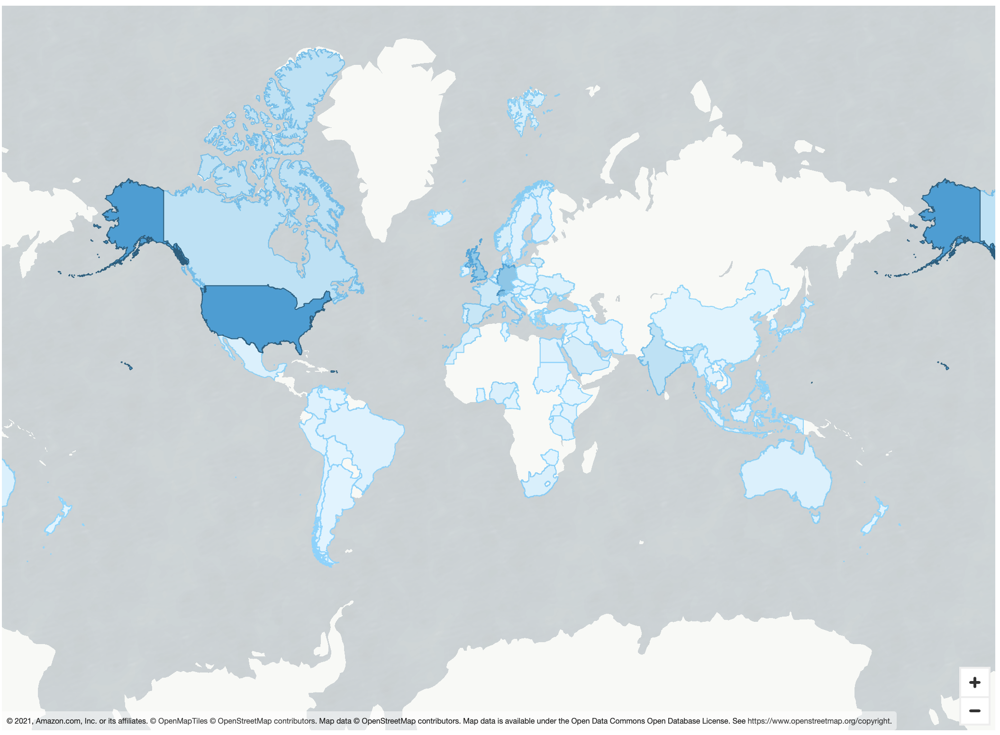 © 2021, Amazon.com, Inc. or its affiliates. © OpenMapTiles © OpenStreetMap contributors. Map data © OpenStreetMap contributors. Map data is available under the Open Data Commons Open Database License. See https://www.openstreetmap.org/copyright.